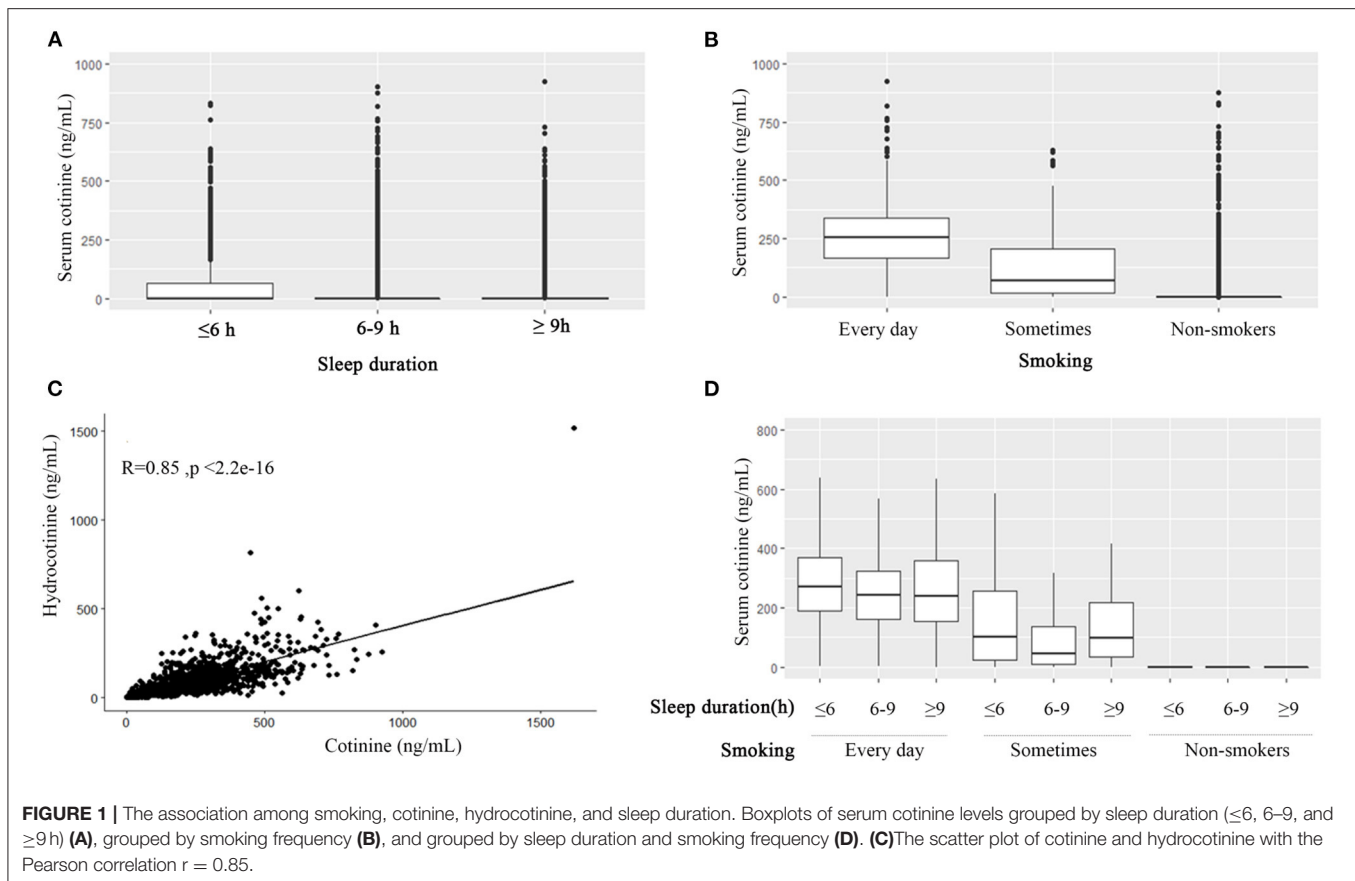 A
Serum cotinine (ng/mL)
1000
750
500
250
0
≤6 h 6-9 h ≥ 9h
Sleep duration
B
Serum cotinine (ng/mL)
1000
750
500
250
0
Every day Sometimes Non-smokers
Smoking
C
Hydrocotinine (ng/mL)
1500
1000
500
0
R=0.85 ,p <2.2e-16
0 500 1000 1500
Cotinine (ng/mL)
D
Serum cotinine (ng/mL)
800
600
400
200
0
Sleep duration(h) ≤6 6-9 ≥9 ≤6 6-9 ≥9 ≤6 6-9 ≥9
Smoking Every day Sometimes Non-smokers
FIGURE 1 | The association among smoking, cotinine, hydrocotinine, and sleep duration. Boxplots of serum cotinine levels grouped by sleep duration (≤6, 6–9, and
≥9 h) (A), grouped by smoking frequency (B), and grouped by sleep duration and smoking frequency (D). (C)The scatter plot of cotinine and hydrocotinine with the
Pearson correlation r = 0.85.